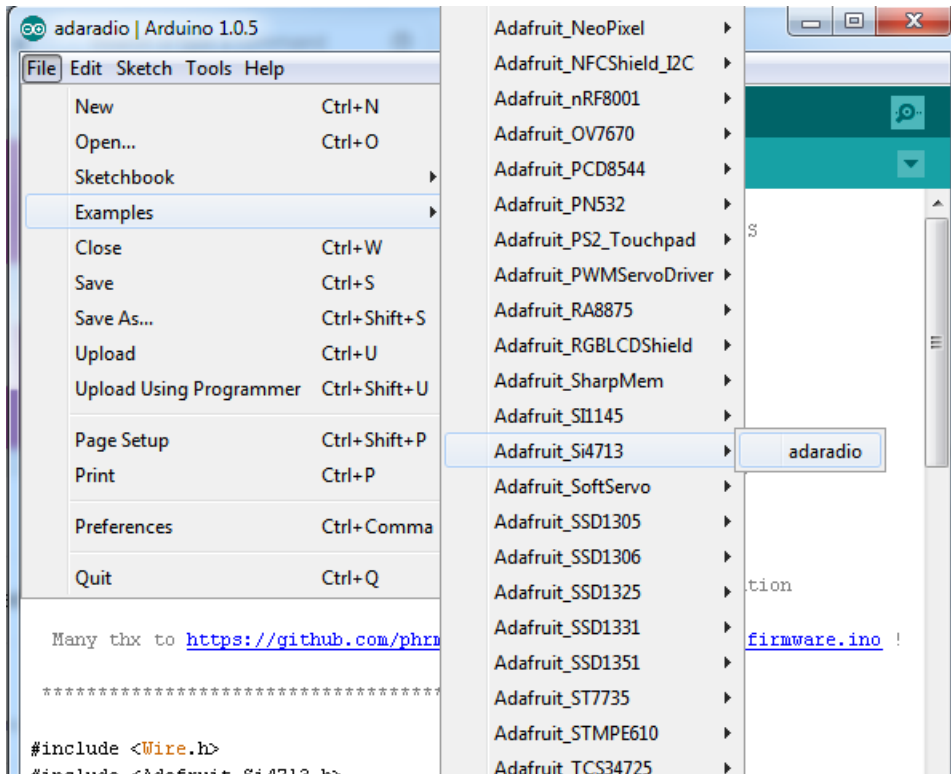 adaradio | Arduino 1.0.5
File Edit Sketch Tools Help
New Ctrl+N
Open... Ctrl+O
Sketchbook
Examples
Close Ctrl+W
Save Ctrl+S
Save As... Ctrl+Shift+S
Upload Ctrl+U
Upload Using Programmer Ctrl+Shift+U
Page Setup Ctrl+Shift+P
Print Ctrl+P
Preferences Ctrl+Comma
Quit Ctrl+Q
Adafruit_NeoPixel
Adafruit_NFCShield_I2C
Adafruit_nRF8001
Adafruit_OV7670
Adafruit_PCD8544
Adafruit_PN532
Adafruit_PS2_Touchpad
Adafruit_PWMServoDriver
Adafruit_RA8875
Adafruit_RGBLCDShield
Adafruit_SharpMem
Adafruit_SI1145
Adafruit_Si4713
Adafruit_SoftServo
Adafruit_SSD1305
Adafruit_SSD1306
Adafruit_SSD1325
Adafruit_SSD1331
Adafruit_SSD1351
Adafruit_ST7735
Adafruit_STMPE610
Adafruit_TCS34725
adaradio
s
tion
Many thx to https://github.com/phrm firmware.ino !
************************************
#include <Wire.h>
#include <Adafruit_Si4713.h>